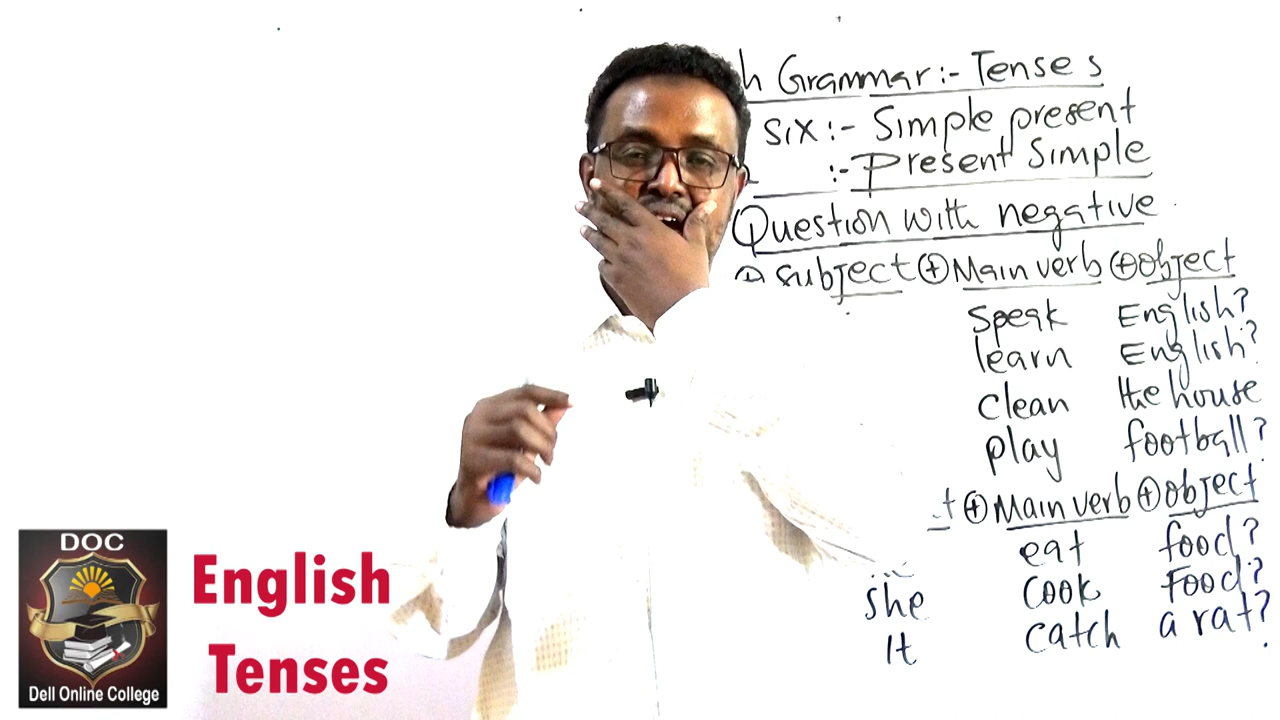 h Grammar:- Tenses
six:- Simple present
:- Present Simple
Question with negative
subject + Main verb + object
speak English?
learn English?
clean the house
play football?
t + Main verb + object
eat food?
she cook Food?
It catch a rat?
DOC
Dell Online College
English
Tenses